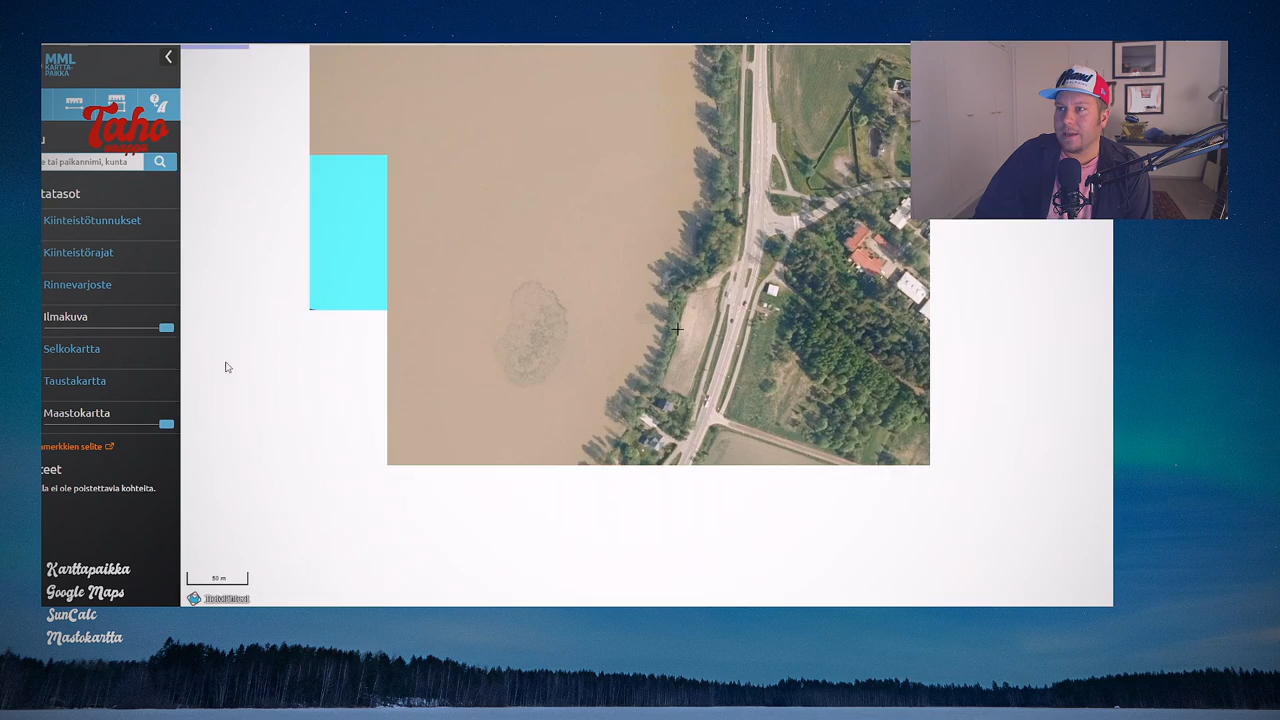 MML
KARTTA-
PAIKKA
Taho
u
e tai paikannimi, kunta
tatasot
Kiinteistötunnukset
Kiinteistörajat
Rinnevarjoste
Ilmakuva
Selkokartta
Taustakartta
Maastokartta
merkkien selite
teet
la ei ole poistettavia kohteita.
Karttapaikka
Google Maps
SunCalc
Mastokartta
50 m